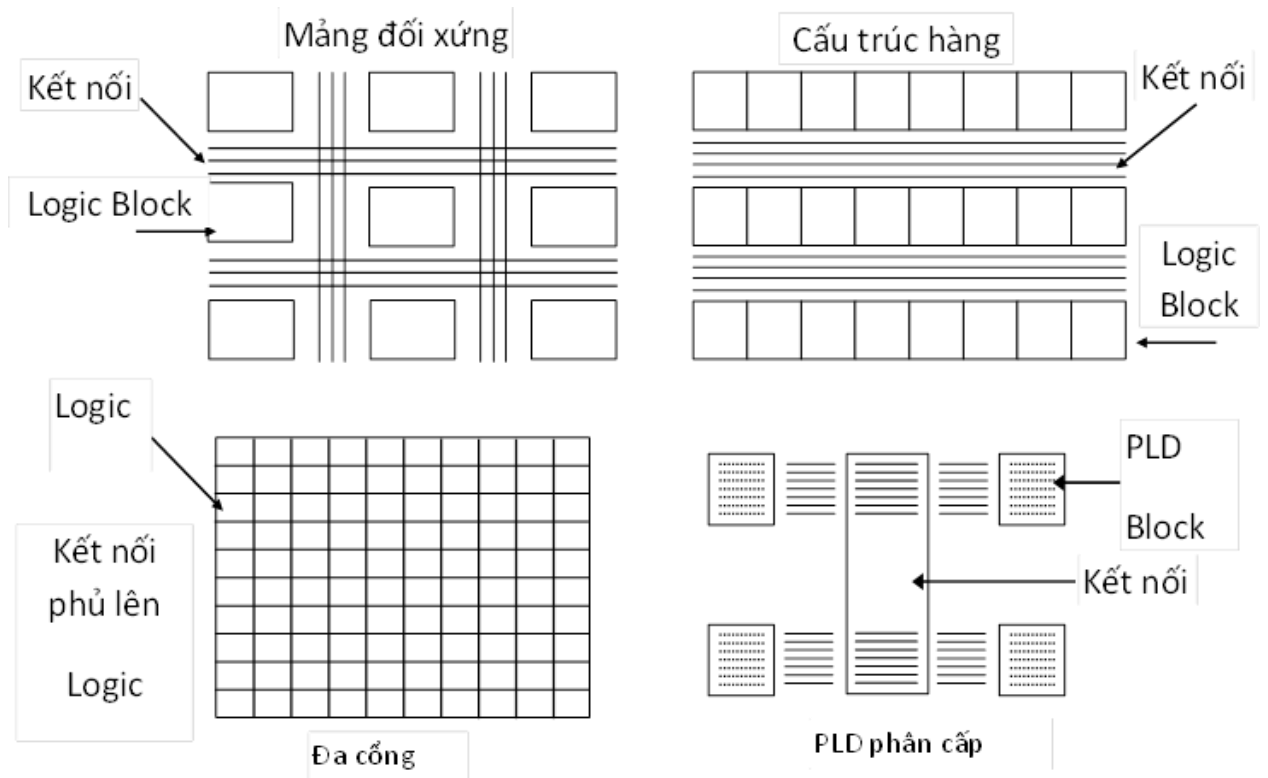 Mảng đối xứng
Kết nối
Logic Block
Cấu trúc hàng
Kết nối
Logic
Block
Logic
Kết nối
phủ lên
Logic
Đa cổng
PLD
Block
Kết nối
PLD phân cấp